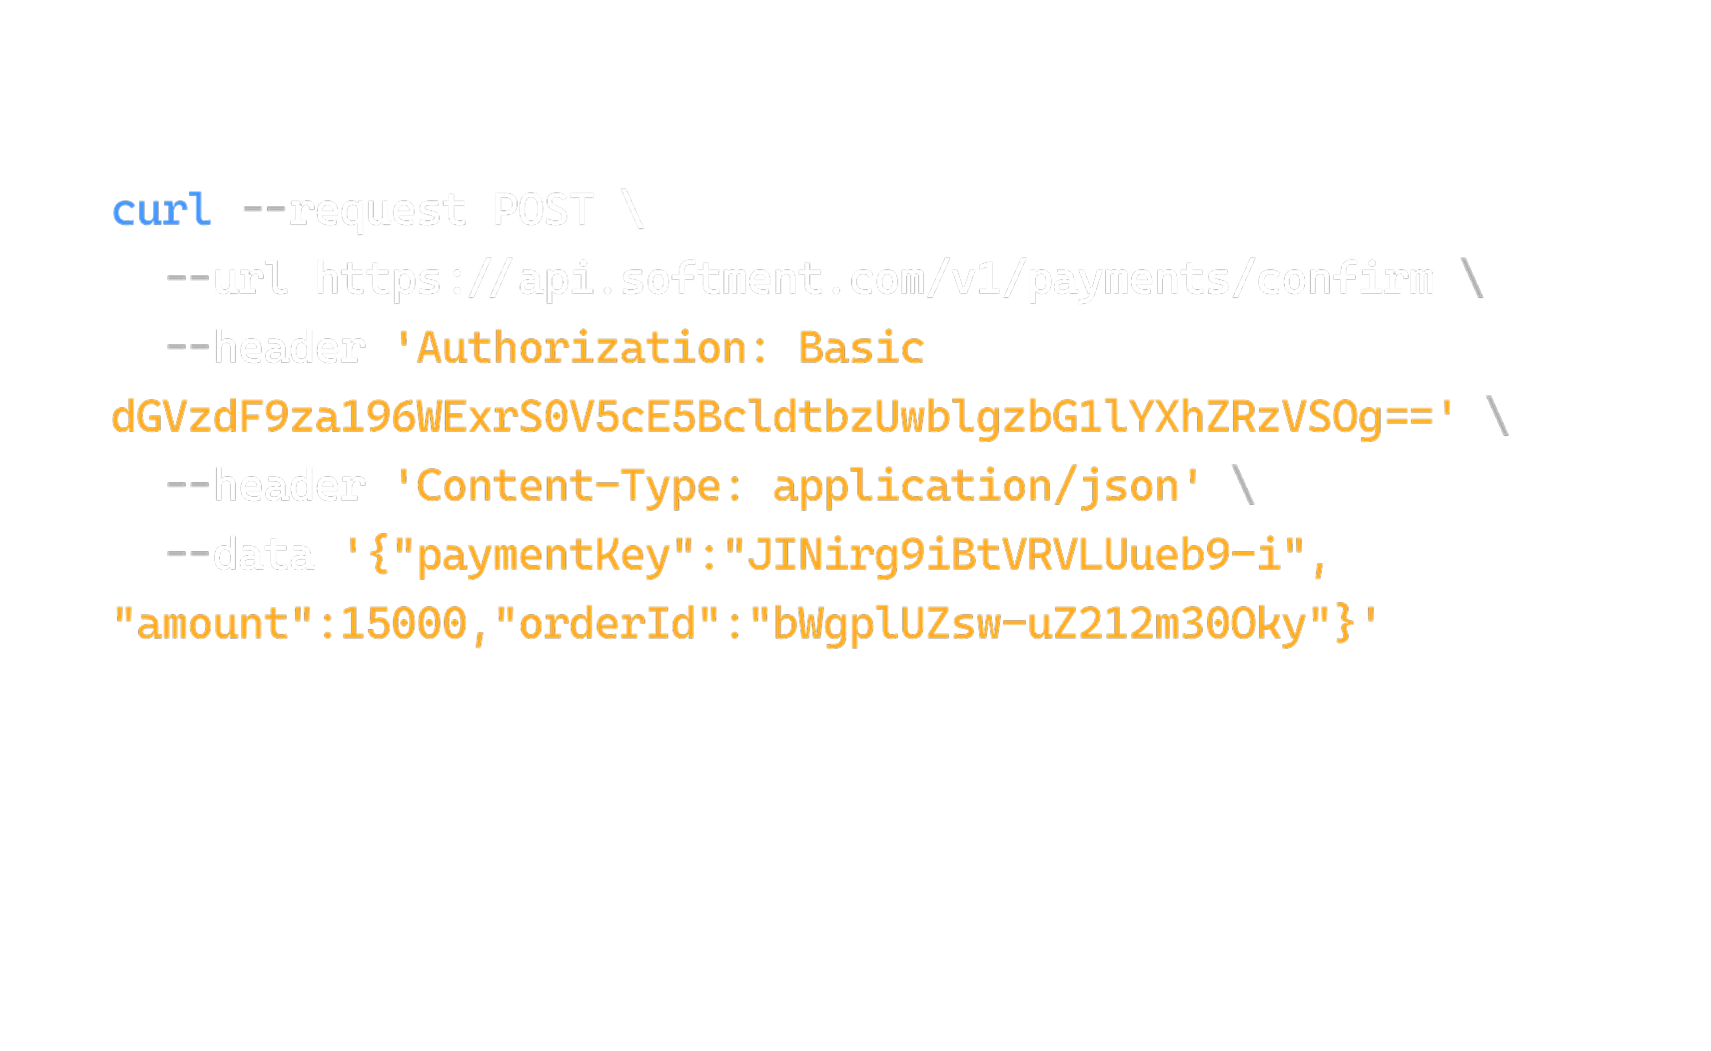 curl --request POST \
--url https://api.softment.com/v1/payments/confirm \
--header 'Authorization: Basic
dGVzdF9za196WExrS0V5cE5BcldtbzUwblgzbG1lYXhZRzVSOg==' \
--header 'Content-Type: application/json' \
--data '{"paymentKey":"JINirg9iBtVRVLUueb9-i",
"amount":15000,"orderId":"bWgplUZsw-uZ212m30Oky"}'